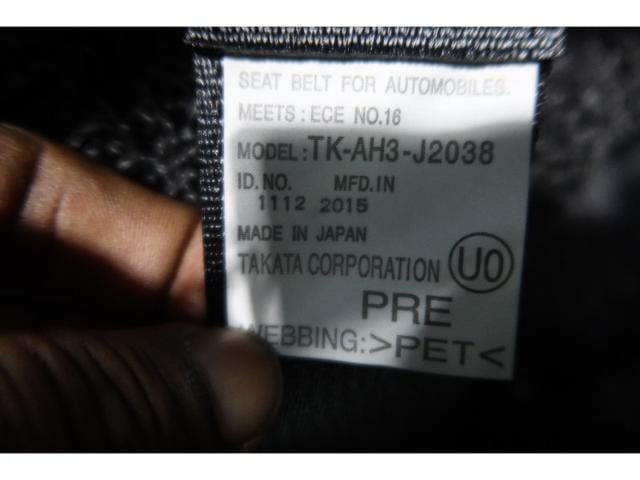 SEAT BELT FOR AUTOMOBILES.
MEETS : ECE NO.16
MODEL : TK-AH3-J2038
ID. NO. MFD. IN
1112 2015
MADE IN JAPAN
TAKATA CORPORATION U0
PRE
WEBBING: >PET<